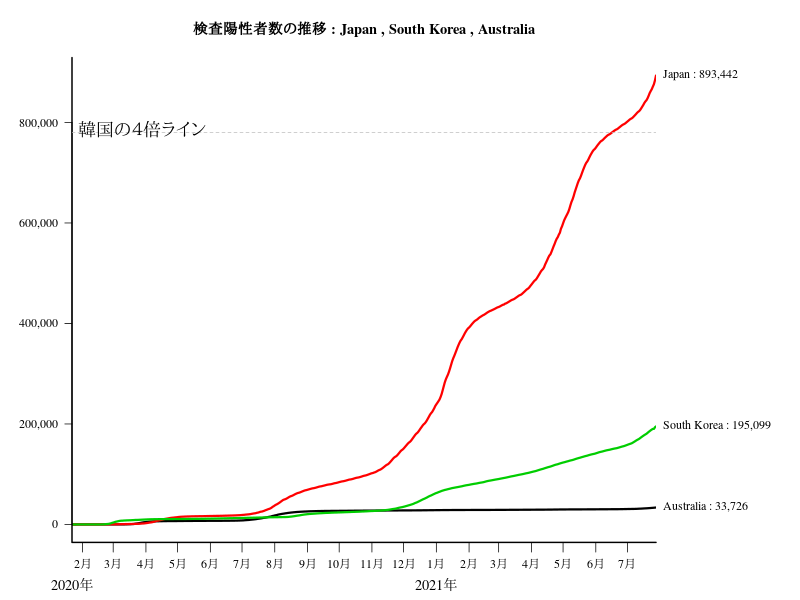 検査陽性者数の推移 : Japan , South Korea , Australia
Japan : 893,442
800,000
韓国の４倍ライン
600,000
400,000
200,000
South Korea : 195,099
Australia : 33,726
0
2月 3月 4月 5月 6月 7月 8月 9月 10月 11月 12月 1月 2月 3月 4月 5月 6月 7月
2020年 2021年